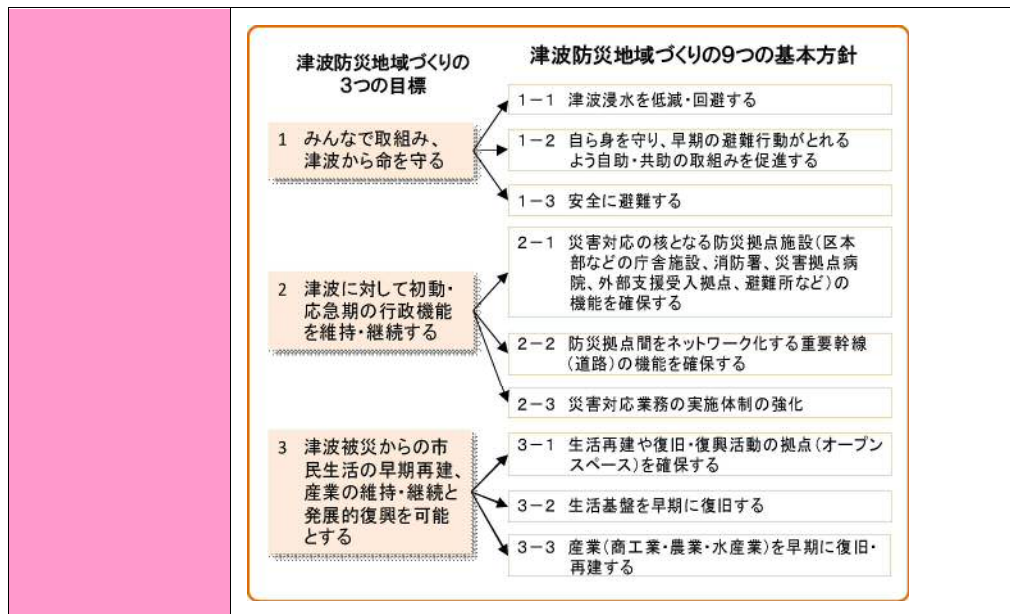 津波防災地域づくりの
3つの目標
津波防災地域づくりの9つの基本方針
1 みんなで取組み、
津波から命を守る
1－1 津波浸水を低減・回避する
1－2 自ら身を守り、早期の避難行動がとれる
よう自助・共助の取組みを促進する
1－3 安全に避難する
2 津波に対して初動・
応急期の行政機能
を維持・継続する
2－1 災害対応の核となる防災拠点施設(区本
部などの庁舎施設、消防署、災害拠点病
院、外部支援受入拠点、避難所など)の
機能を確保する
2－2 防災拠点間をネットワーク化する重要幹線
(道路)の機能を確保する
2－3 災害対応業務の実施体制の強化
3 津波被災からの市
民生活の早期再建、
産業の維持・継続と
発展的復興を可能
とする
3－1 生活再建や復旧・復興活動の拠点(オープン
スペース)を確保する
3－2 生活基盤を早期に復旧する
3－3 産業(商工業・農業・水産業)を早期に復旧・
再建する